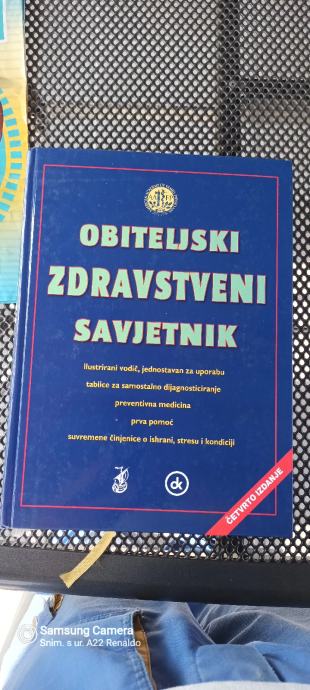 OBITELJSKI
ZDRAVSTVENI
SAVJETNIK
Ilustrirani vodič, jednostavan za uporabu
tablice za samostalno dijagnosticiranje
preventivna medicina
prva pomoć
suvremene činjenice o ishrani, stresu i kondiciji
dk
ČETVRTO IZDANJE
Samsung Camera
Snim. s ur. A22 Renaldo